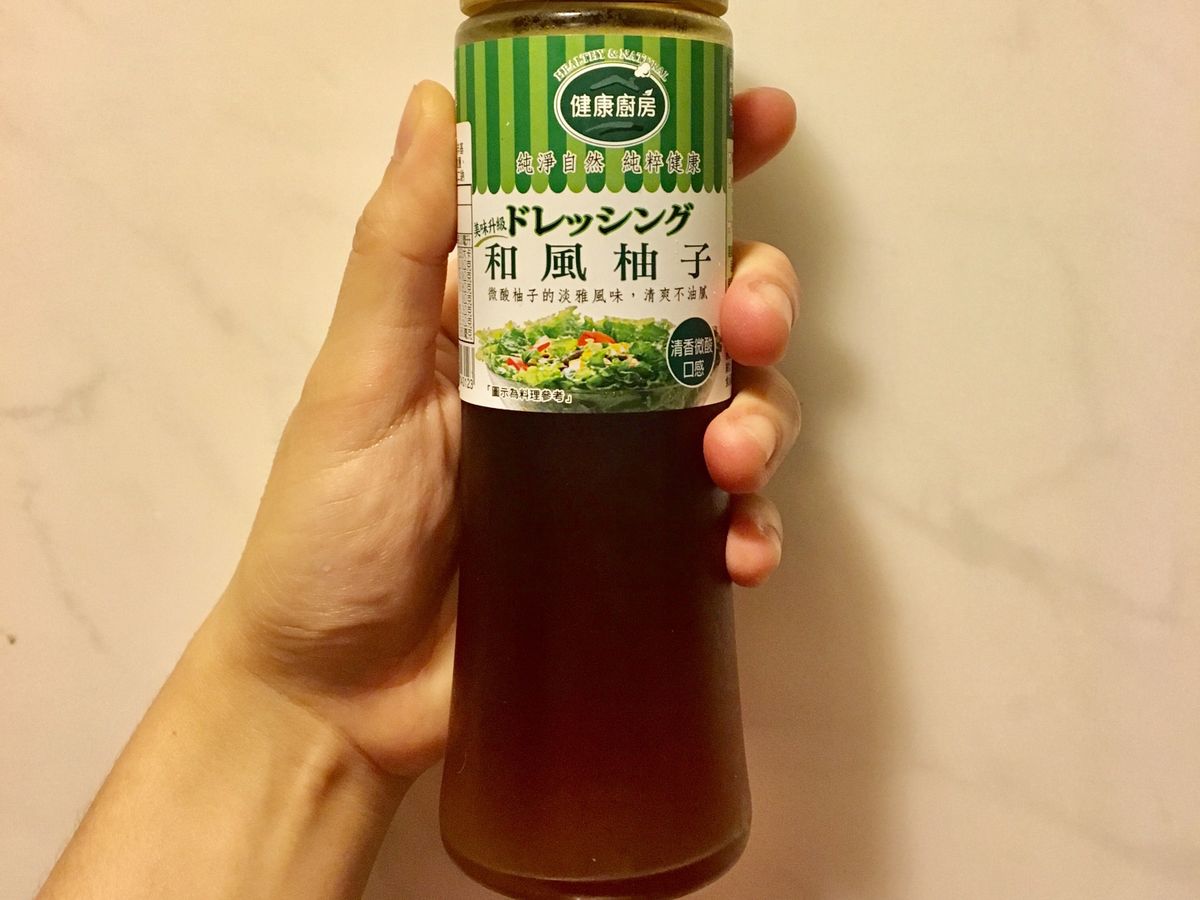 HEALTHY & NATURAL
健康廚房
純淨自然 純粹健康
美味升級ドレッシング
和風柚子
微酸柚子的淡雅風味，清爽不油膩
清香微酸
口感
「圖示為料理參考」